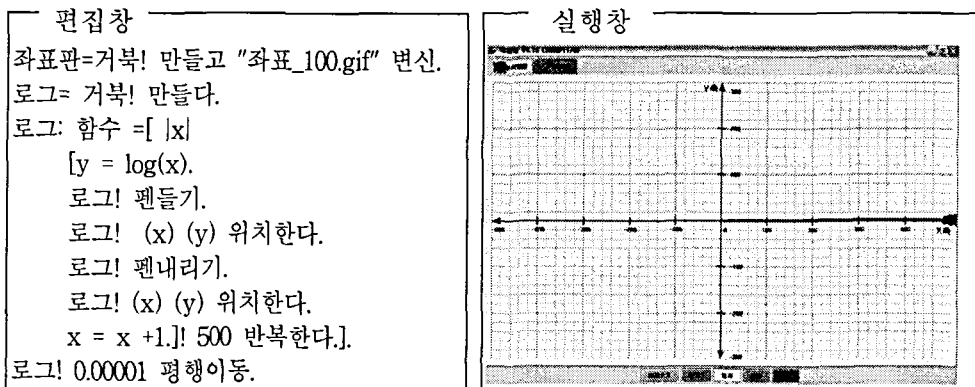 편집창
좌표판=거북! 만들고 "좌표_100.gif" 변신.
로그= 거북! 만들다.
로그: 함수 =[ |x|
[y = log(x).
로그! 펜들기.
로그! (x) (y) 위치한다.
로그! 펜내리기.
로그! (x) (y) 위치한다.
x = x +1.]! 500 반복한다.].
로그! 0.00001 평행이동.
실행창